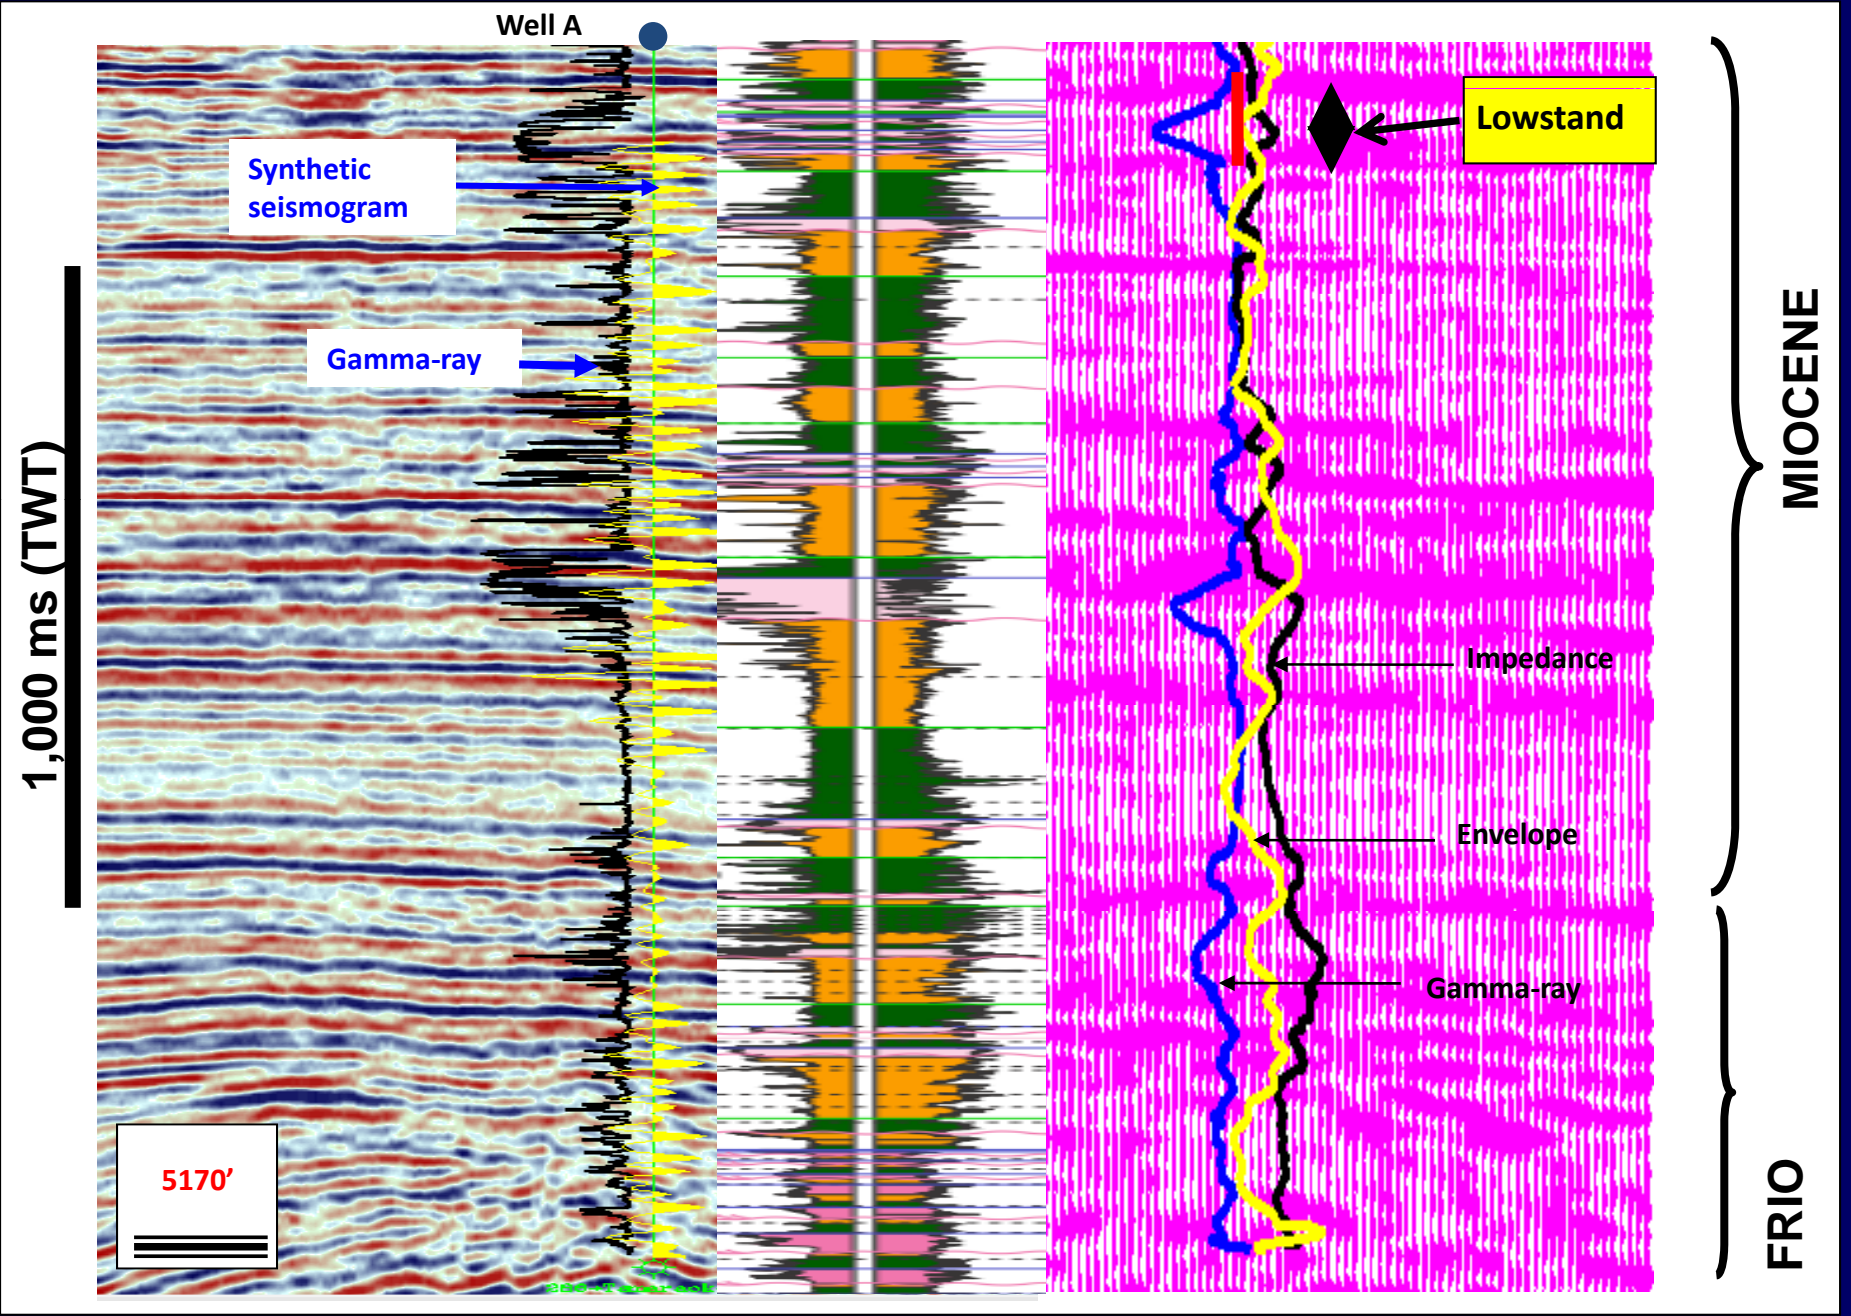 Well A
Synthetic
seismogram
Gamma-ray
1,000 ms (TWT)
5170’
Lowstand
Impedance
Envelope
Gamma-ray
MIOCENE
FRIO